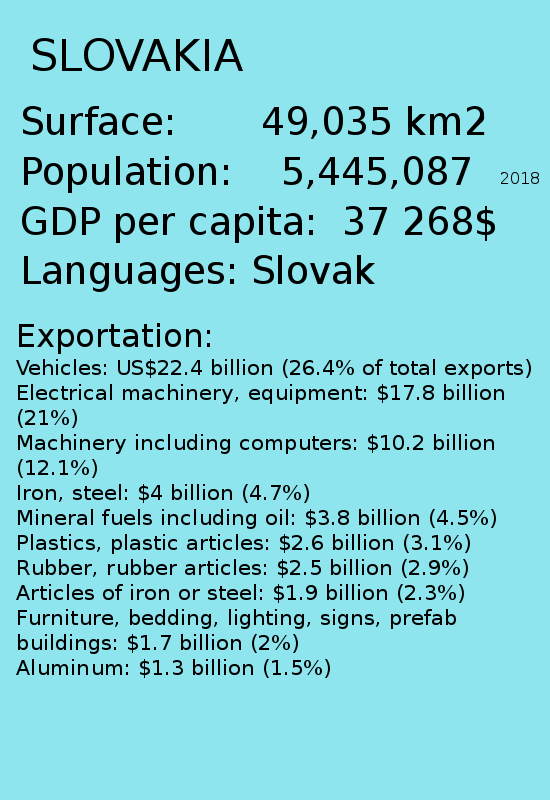 SLOVAKIA
Surface: 49,035 km2
Population: 5,445,087 2018
GDP per capita: 37 268$
Languages: Slovak
Exportation:
Vehicles: US$22.4 billion (26.4% of total exports)
Electrical machinery, equipment: $17.8 billion
(21%)
Machinery including computers: $10.2 billion
(12.1%)
Iron, steel: $4 billion (4.7%)
Mineral fuels including oil: $3.8 billion (4.5%)
Plastics, plastic articles: $2.6 billion (3.1%)
Rubber, rubber articles: $2.5 billion (2.9%)
Articles of iron or steel: $1.9 billion (2.3%)
Furniture, bedding, lighting, signs, prefab
buildings: $1.7 billion (2%)
Aluminum: $1.3 billion (1.5%)